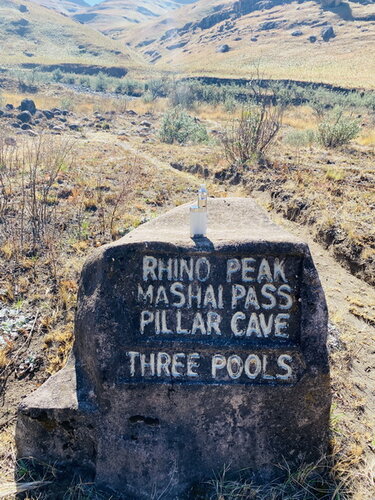 RHINO PEAK
MASHAI PASS
PILLAR CAVE
THREE POOLS